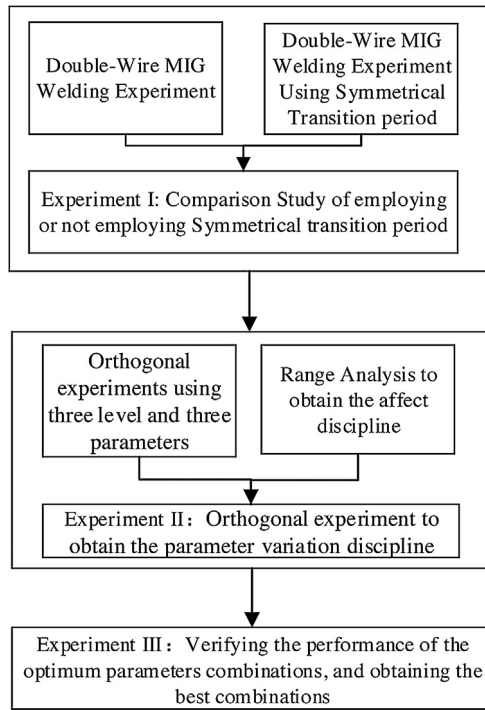 Double-Wire MIG
Welding Experiment
Double-Wire MIG
Welding Experiment
Using Symmetrical
Transition period
Experiment I: Comparison Study of employing
or not employing Symmetrical transition period
Orthogonal
experiments using
three level and three
parameters
Range Analysis to
obtain the affect
discipline
Experiment II：Orthogonal experiment to
obtain the parameter variation discipline
Experiment III：Verifying the performance of the
optimum parameters combinations, and obtaining the
best combinations